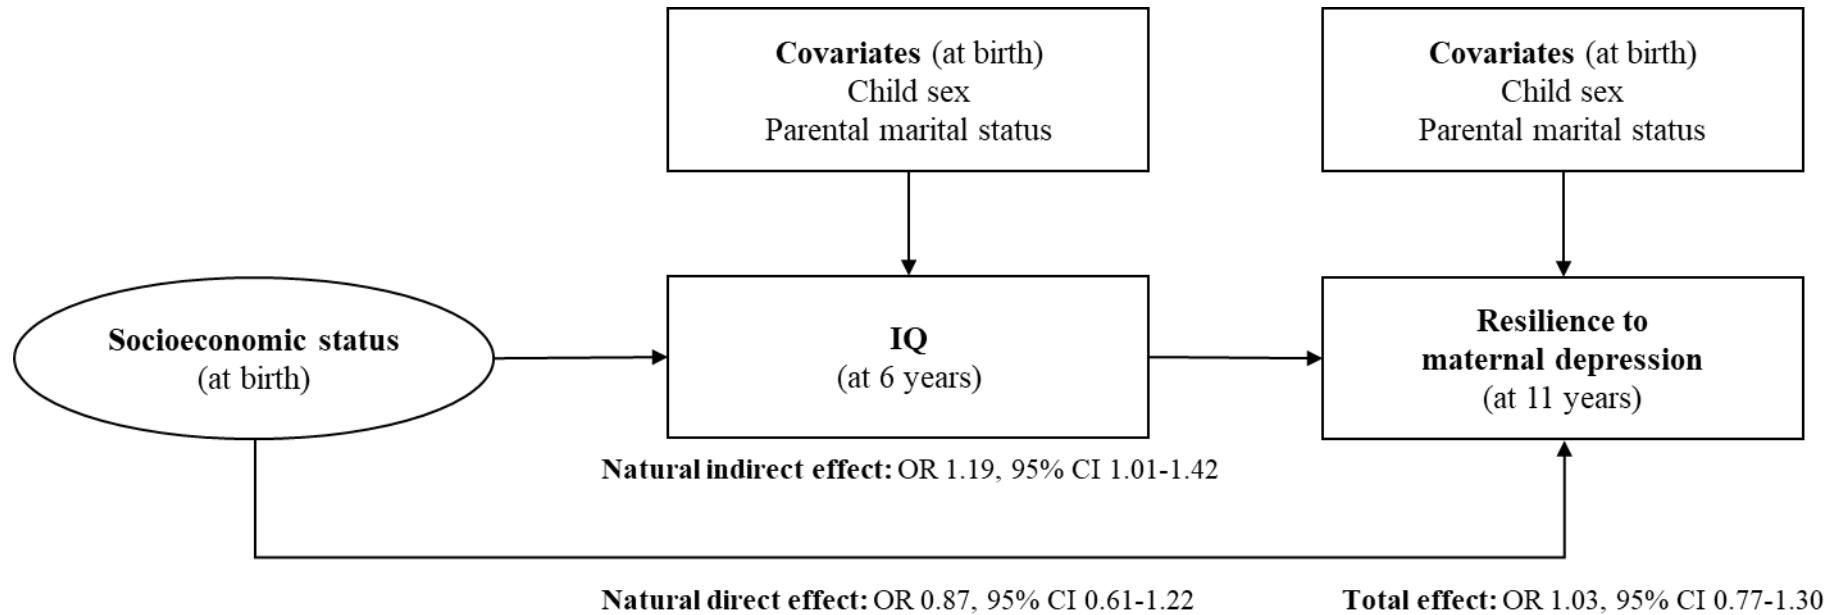 Covariates (at birth)
Child sex
Parental marital status
Covariates (at birth)
Child sex
Parental marital status
Socioeconomic status
(at birth)
IQ
(at 6 years)
Resilience to
maternal depression
(at 11 years)
Natural indirect effect: OR 1.19, 95% CI 1.01-1.42
Natural direct effect: OR 0.87, 95% CI 0.61-1.22
Total effect: OR 1.03, 95% CI 0.77-1.30